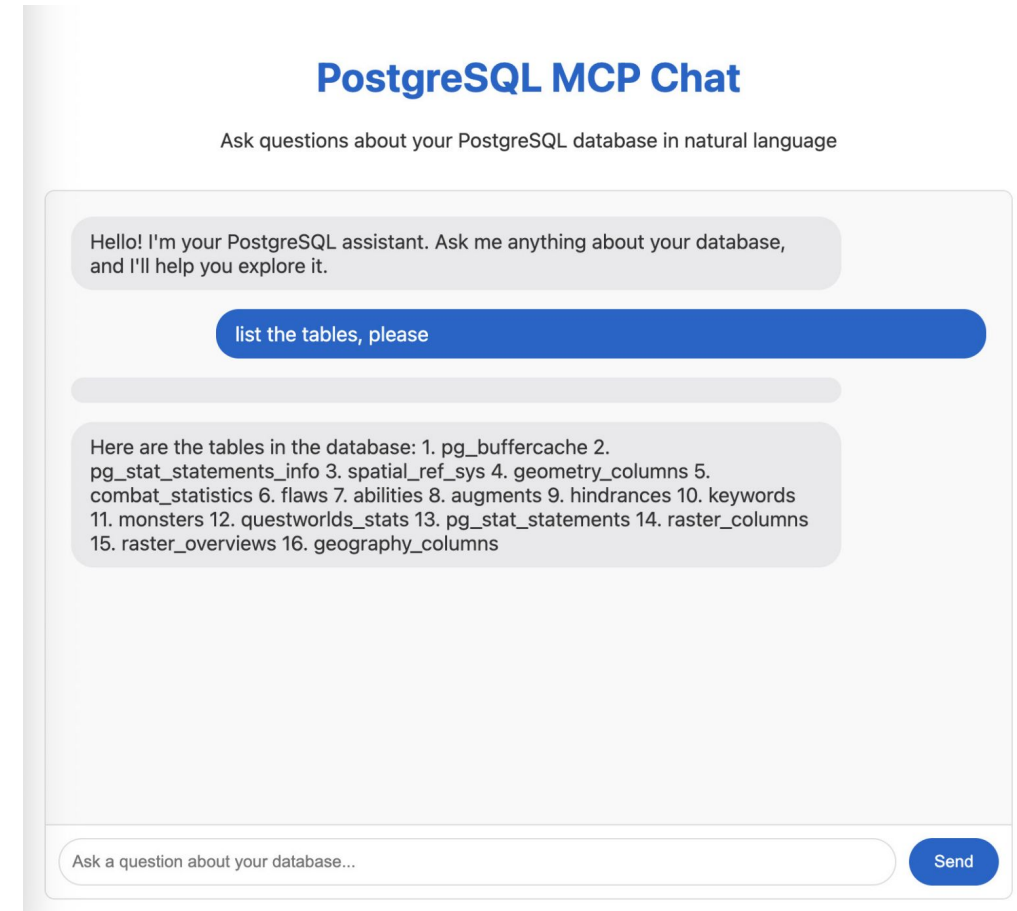 PostgreSQL MCP Chat
Ask questions about your PostgreSQL database in natural language
Hello! I'm your PostgreSQL assistant. Ask me anything about your database,
and I'll help you explore it.
list the tables, please
Here are the tables in the database: 1. pg_buffercache 2.
pg_stat_statements_info 3. spatial_ref_sys 4. geometry_columns 5.
combat_statistics 6. flaws 7. abilities 8. augments 9. hindrances 10. keywords
11. monsters 12. questworlds_stats 13. pg_stat_statements 14. raster_columns
15. raster_overviews 16. geography_columns
Ask a question about your database...
Send